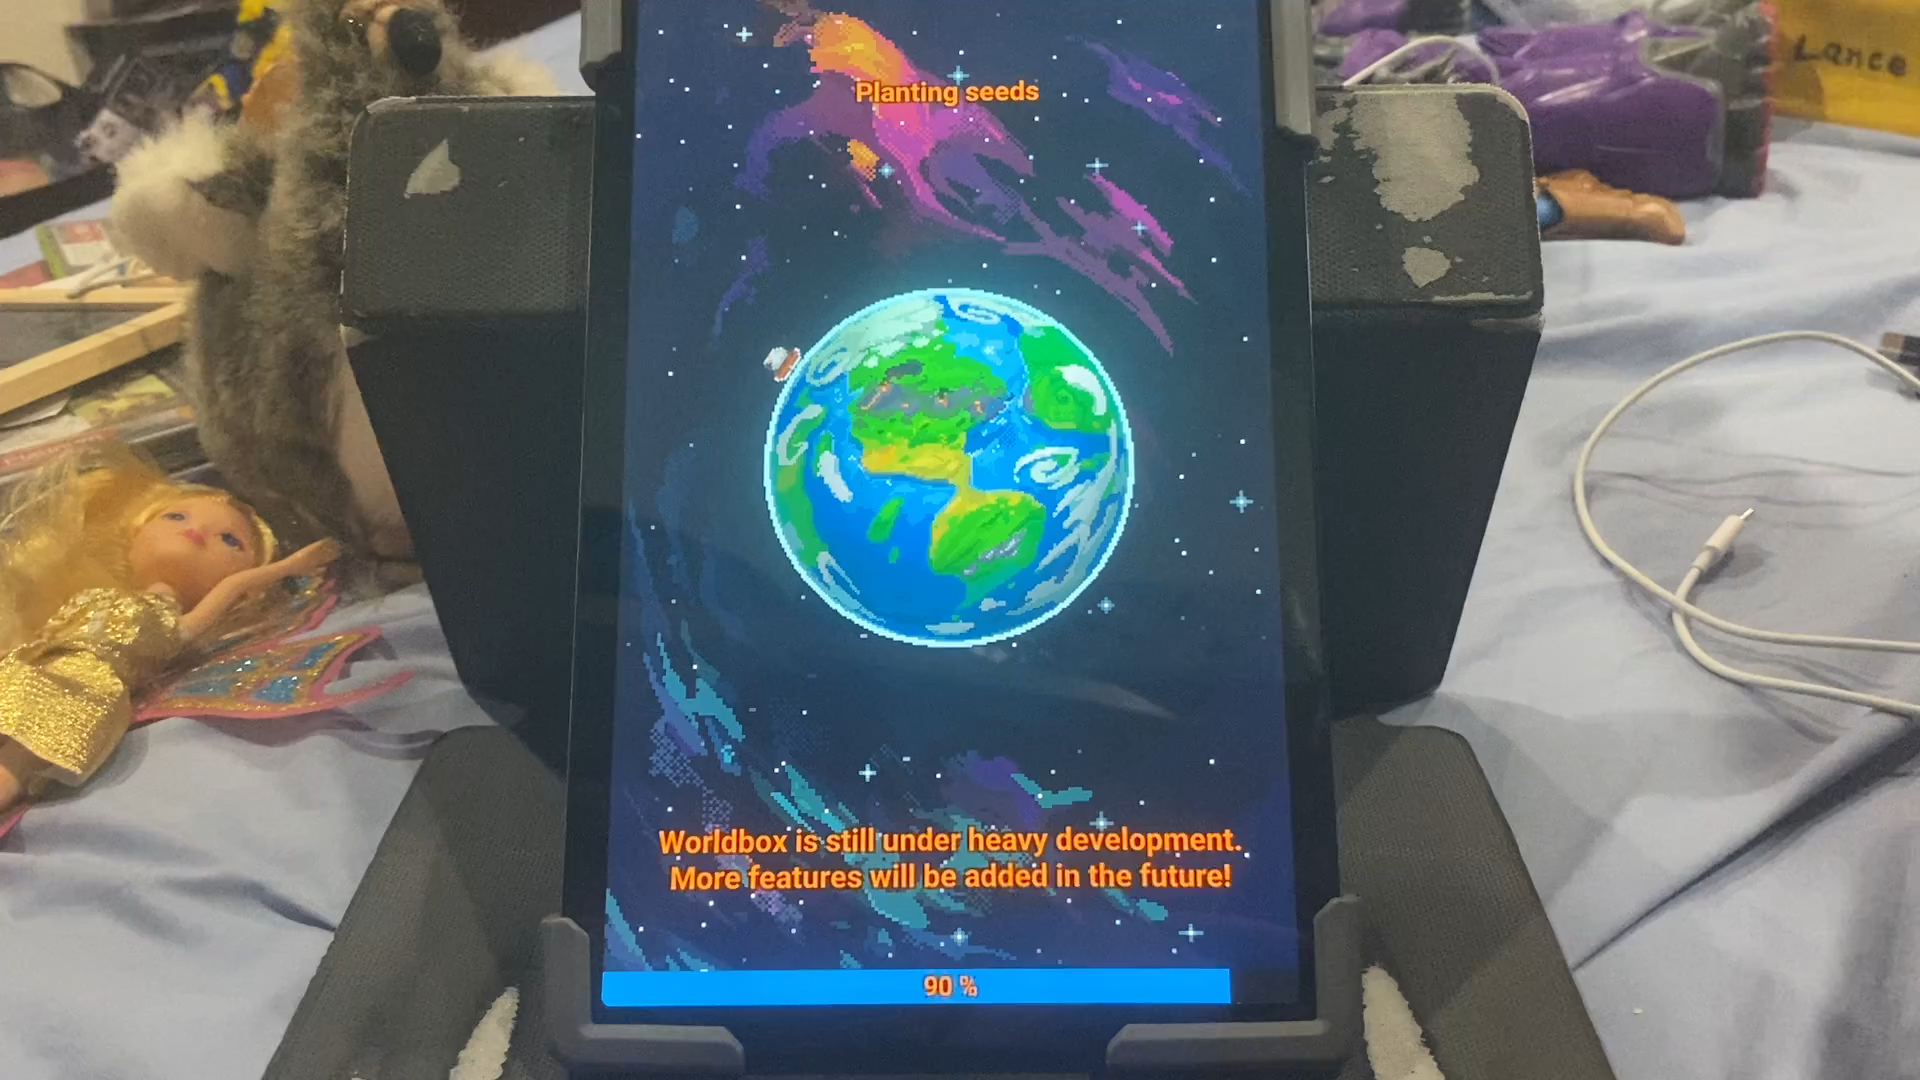 Planting seeds
Lance
Worldbox is still under heavy development.
More features will be added in the future!
90 %